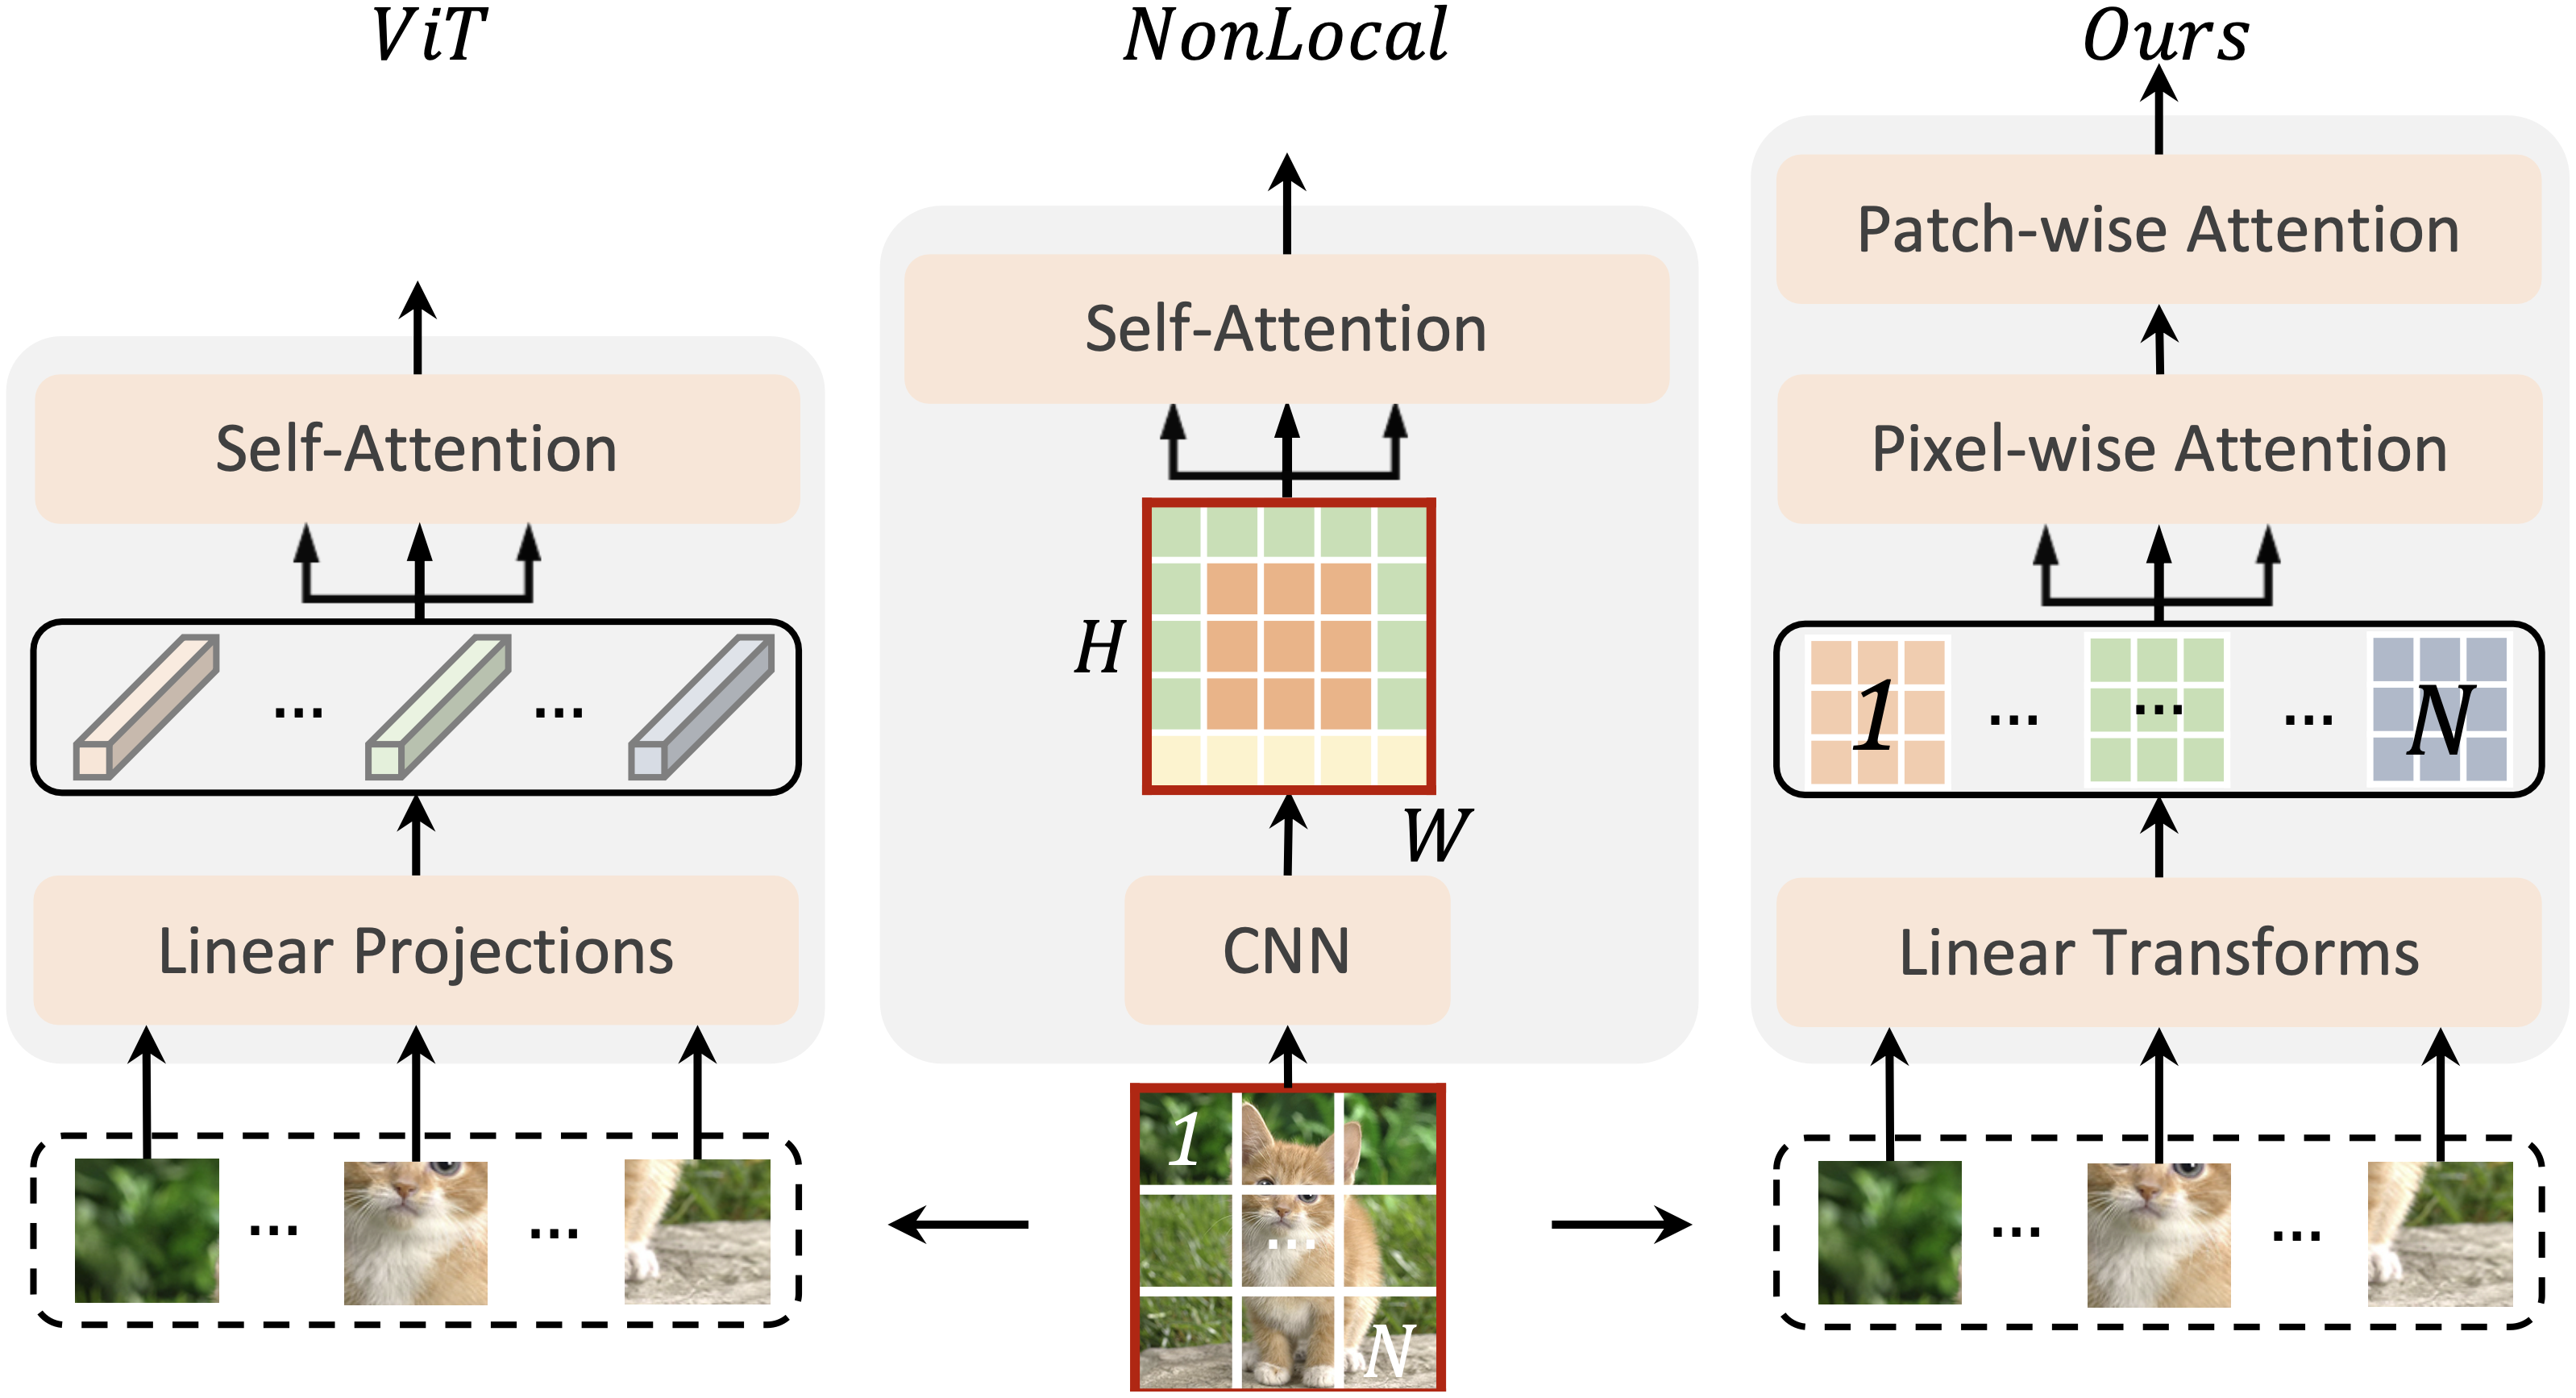 ViT
Self-Attention
...
...
Linear Projections
...
...
NonLocal
Self-Attention
H
W
CNN
1
...
N
Ours
Patch-wise Attention
Pixel-wise Attention
1
...
...
...
N
Linear Transforms
...
...